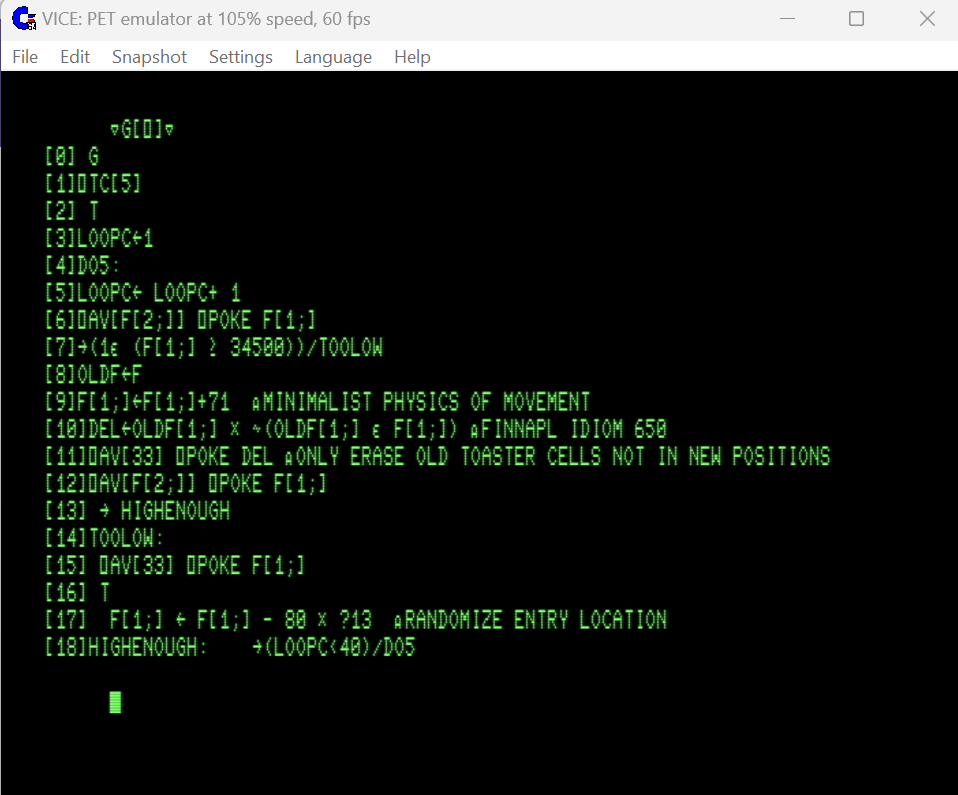 VICE: PET emulator at 105% speed, 60 fps
File Edit Snapshot Settings Language Help
∇G[⎕]∇
[0] G
[1]⎕TC[5]
[2] T
[3]LOOPC←1
[4]DO5:
[5]LOOPC← LOOPC+ 1
[6]⎕AV[F[2;]] ⎕POKE F[1;]
[7]→(1∊ (F[1;] ≥ 34500))/TOOLOW
[8]OLDF←F
[9]F[1;]←F[1;]+71 ⍝MINIMALIST PHYSICS OF MOVEMENT
[10]DEL←OLDF[1;] × ~(OLDF[1;] ∊ F[1;]) ⍝FINNAPL IDIOM 650
[11]⎕AV[33] ⎕POKE DEL ⍝ONLY ERASE OLD TOASTER CELLS NOT IN NEW POSITIONS
[12]⎕AV[F[2;]] ⎕POKE F[1;]
[13] → HIGHENOUGH
[14]TOOLOW:
[15] ⎕AV[33] ⎕POKE F[1;]
[16] T
[17] F[1;] ← F[1;] - 80 × ?13 ⍝RANDOMIZE ENTRY LOCATION
[18]HIGHENOUGH: →(LOOPC<40)/DO5